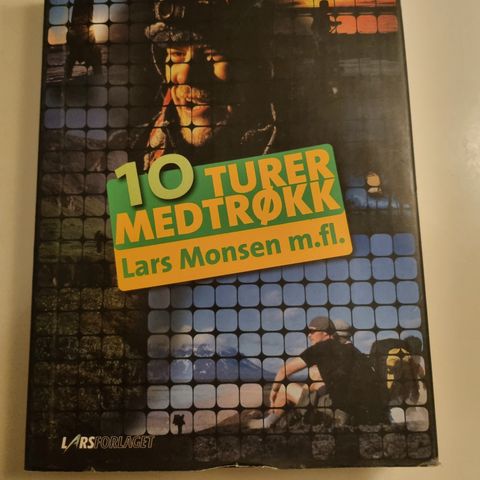 10 TURER
MEDTRØKK
Lars Monsen m.fl.
LARSFORLAGET